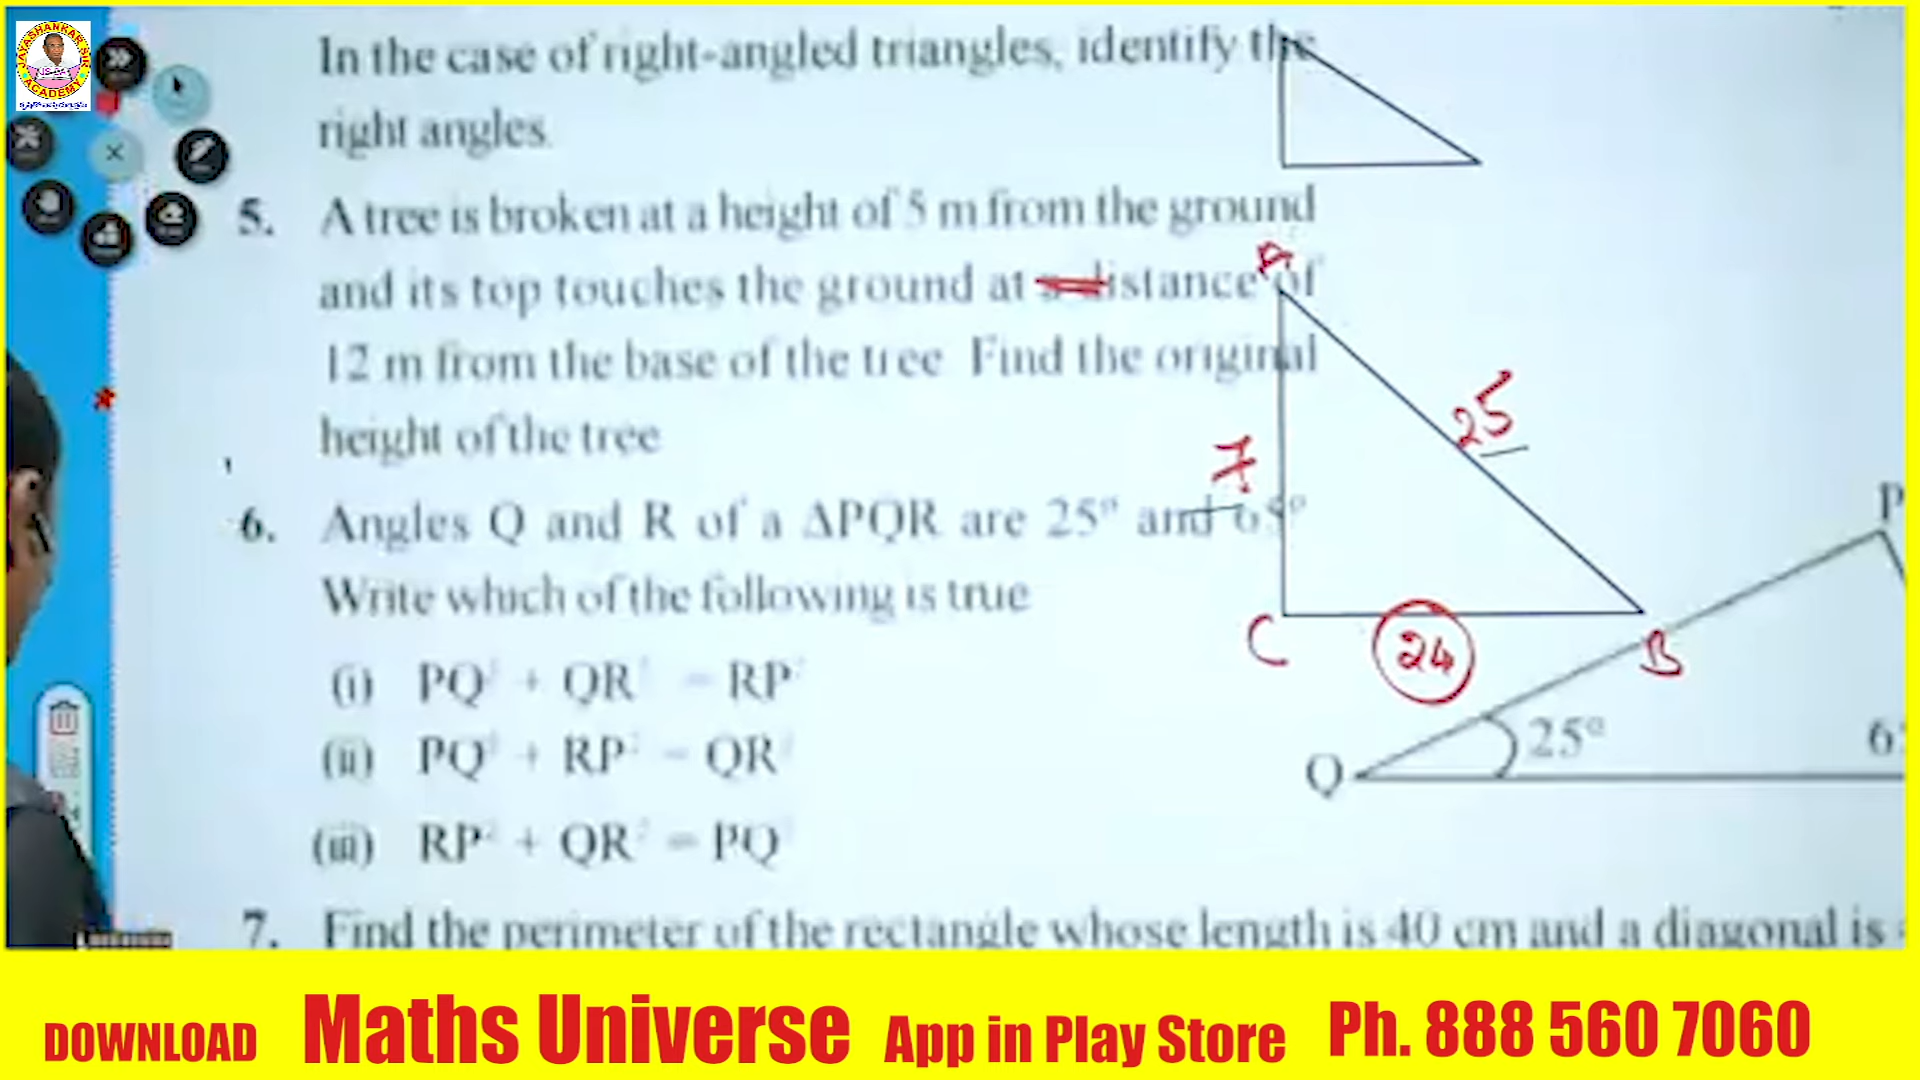 JAYASHANKAR SIR
ACADEMY
In the case of right-angled triangles, identify the
right angles.
5. A tree is broken at a height of 5 m from the ground
and its top touches the ground at distance of
12 m from the base of the tree Find the original
height of the tree
6. Angles Q and R of a ΔPQR are 25° and 65°
Write which of the following is true
(i) PQ² + QR² = RP²
(ii) PQ² + RP² = QR²
(iii) RP² + QR² = PQ²
7. Find the perimeter of the rectangle whose length is 40 cm and a diagonal is
A
25
7
C
24
B
P
Q
25°
DOWNLOAD Maths Universe App in Play Store Ph. 888 560 7060